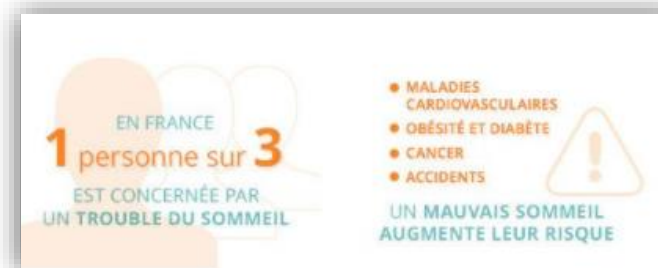 EN FRANCE
1 personne sur 3
EST CONCERNÉE PAR
UN TROUBLE DU SOMMEIL
• MALADIES
CARDIOVASCULAIRES
• OBÉSITÉ ET DIABÈTE
• CANCER
• ACCIDENTS
UN MAUVAIS SOMMEIL
AUGMENTE LEUR RISQUE